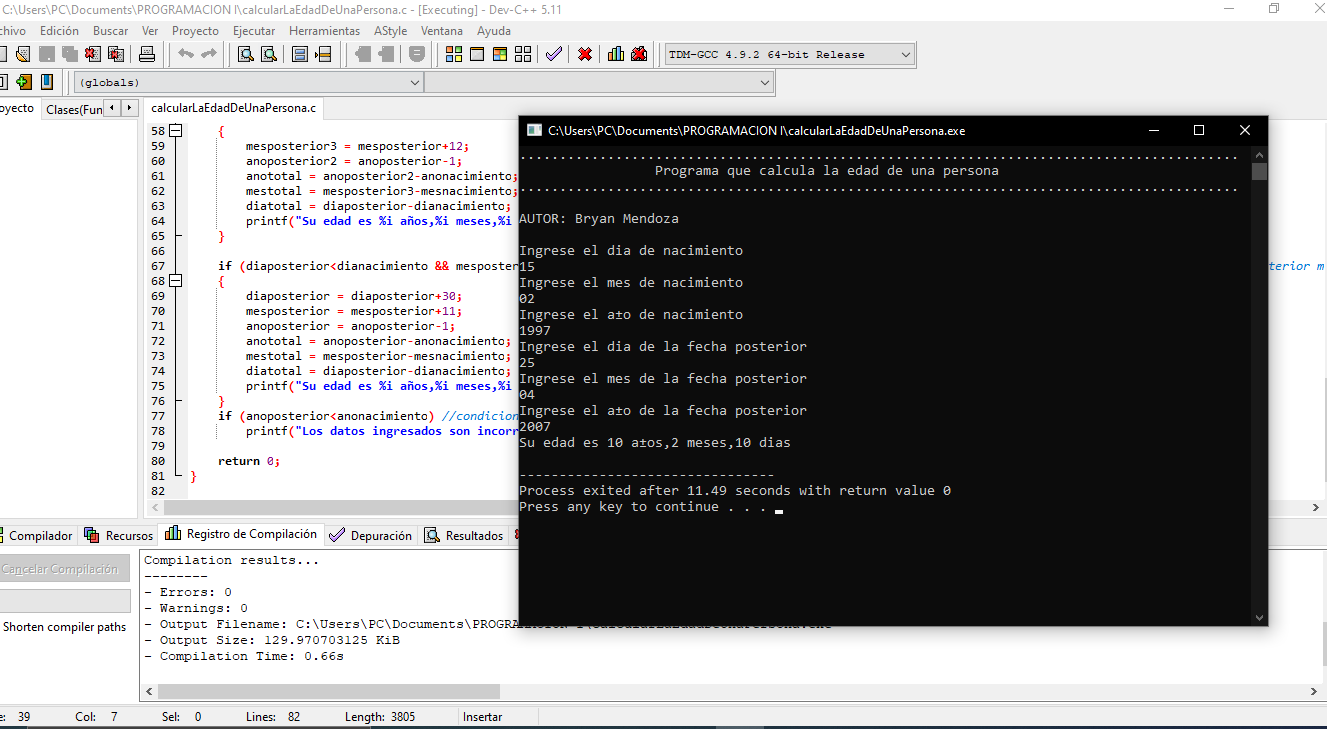 C:\Users\PC\Documents\PROGRAMACION I\calcularLaEdadDeUnaPersona.c - [Executing] - Dev-C++ 5.11
chivo Edición Buscar Ver Proyecto Ejecutar Herramientas AStyle Ventana Ayuda
TDM-GCC 4.9.2 64-bit Release
(globals)
oyecto Clases(Fun
calcularLaEdadDeUnaPersona.c
58 {
59 mesposterior3 = mesposterior+12;
60 anoposterior2 = anoposterior-1;
61 anototal = anoposterior2-anonacimiento;
62 mestotal = mesposterior3-mesnacimiento;
63 diatotal = diaposterior-dianacimiento;
64 printf("Su edad es %i años,%i meses,%i
65 }
66
67 if (diaposterior<dianacimiento && mesposter
terior m
68 {
69 diaposterior = diaposterior+30;
70 mesposterior = mesposterior+11;
71 anoposterior = anoposterior-1;
72 anototal = anoposterior-anonacimiento;
73 mestotal = mesposterior-mesnacimiento;
74 diatotal = diaposterior-dianacimiento;
75 printf("Su edad es %i años,%i meses,%i
76 }
77 if (anoposterior<anonacimiento) //condicion
78 printf("Los datos ingresados son incorr
79
80 return 0;
81 }
82
C:\Users\PC\Documents\PROGRAMACION I\calcularLaEdadDeUnaPersona.exe
..........................................................................................
Programa que calcula la edad de una persona
..........................................................................................
AUTOR: Bryan Mendoza
Ingrese el dia de nacimiento
15
Ingrese el mes de nacimiento
02
Ingrese el a±o de nacimiento
1997
Ingrese el dia de la fecha posterior
25
Ingrese el mes de la fecha posterior
04
Ingrese el a±o de la fecha posterior
2007
Su edad es 10 a±os,2 meses,10 dias
--------------------------------
Process exited after 11.49 seconds with return value 0
Press any key to continue . . .
Compilador Recursos Registro de Compilación Depuración Resultados
Cancelar Compilación
Shorten compiler paths
Compilation results...
--------
- Errors: 0
- Warnings: 0
- Output Filename: C:\Users\PC\Documents\PROGRAMACION I\calcularLaEdadDeUnaPersona.exe
- Output Size: 129.970703125 KiB
- Compilation Time: 0.66s
e: 39 Col: 7 Sel: 0 Lines: 82 Length: 3805 Insertar